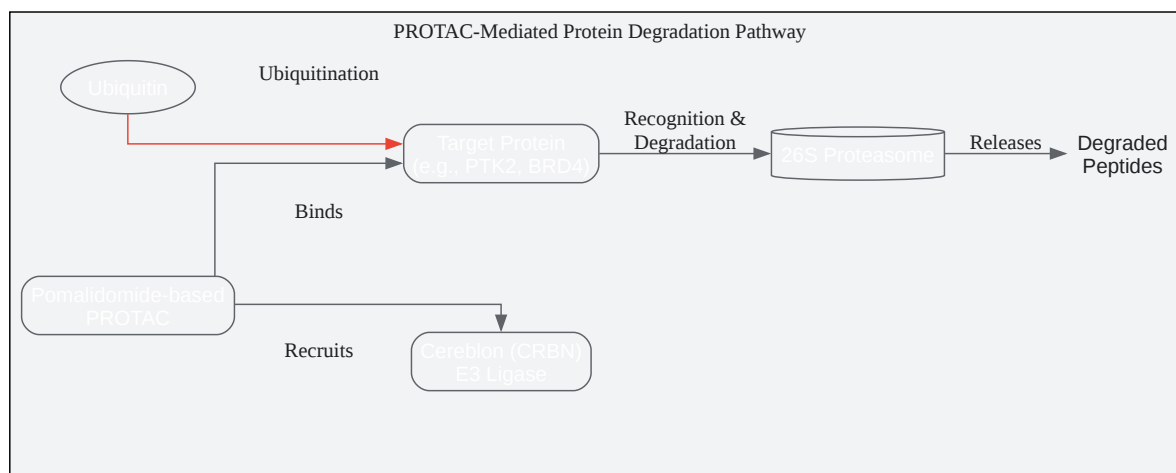 PROTAC-Mediated Protein Degradation Pathway
Ubiquitination
Ubiquitin
Recognition &
Degradation
Target Protein
(e.g., PTK2, BRD4)
26S Proteasome
Releases
Degraded
Peptides
Binds
Pomalidomide-based
PROTAC
Recruits
Cereblon (CRBN)
E3 Ligase